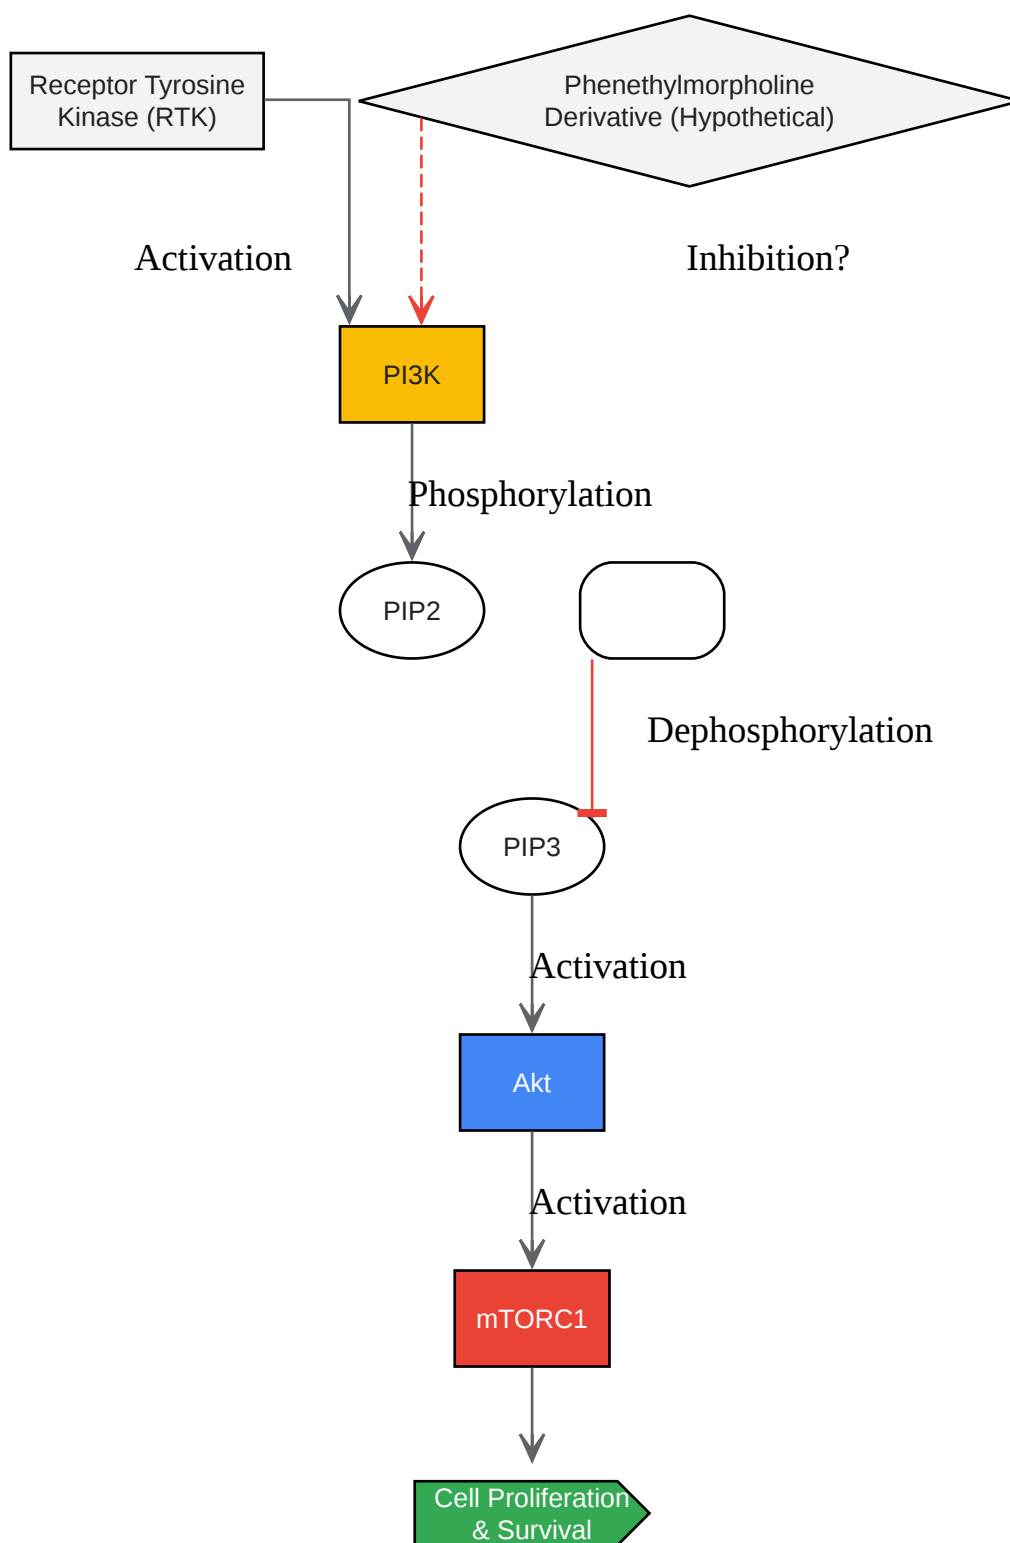 Receptor Tyrosine
Kinase (RTK)
Phenethylmorpholine
Derivative (Hypothetical)
Activation
Inhibition?
PI3K
Phosphorylation
PIP2
Dephosphorylation
PIP3
Activation
Akt
Activation
mTORC1
Cell Proliferation
& Survival